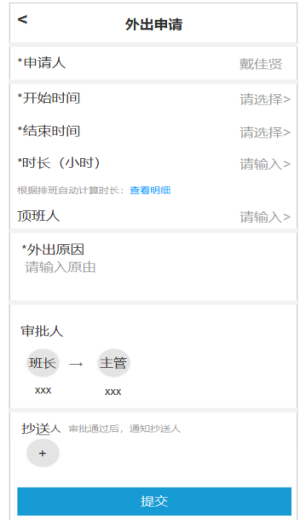 < 外出申请
*申请人 戴佳贤
*开始时间 请选择>
*结束时间 请选择>
*时长（小时） 请输入>
根据排班自动计算时长：查看明细
顶班人 请输入>
*外出原因
请输入原由
审批人
班长 → 主管
xxx xxx
抄送人 审批通过后，通知抄送人
+
提交